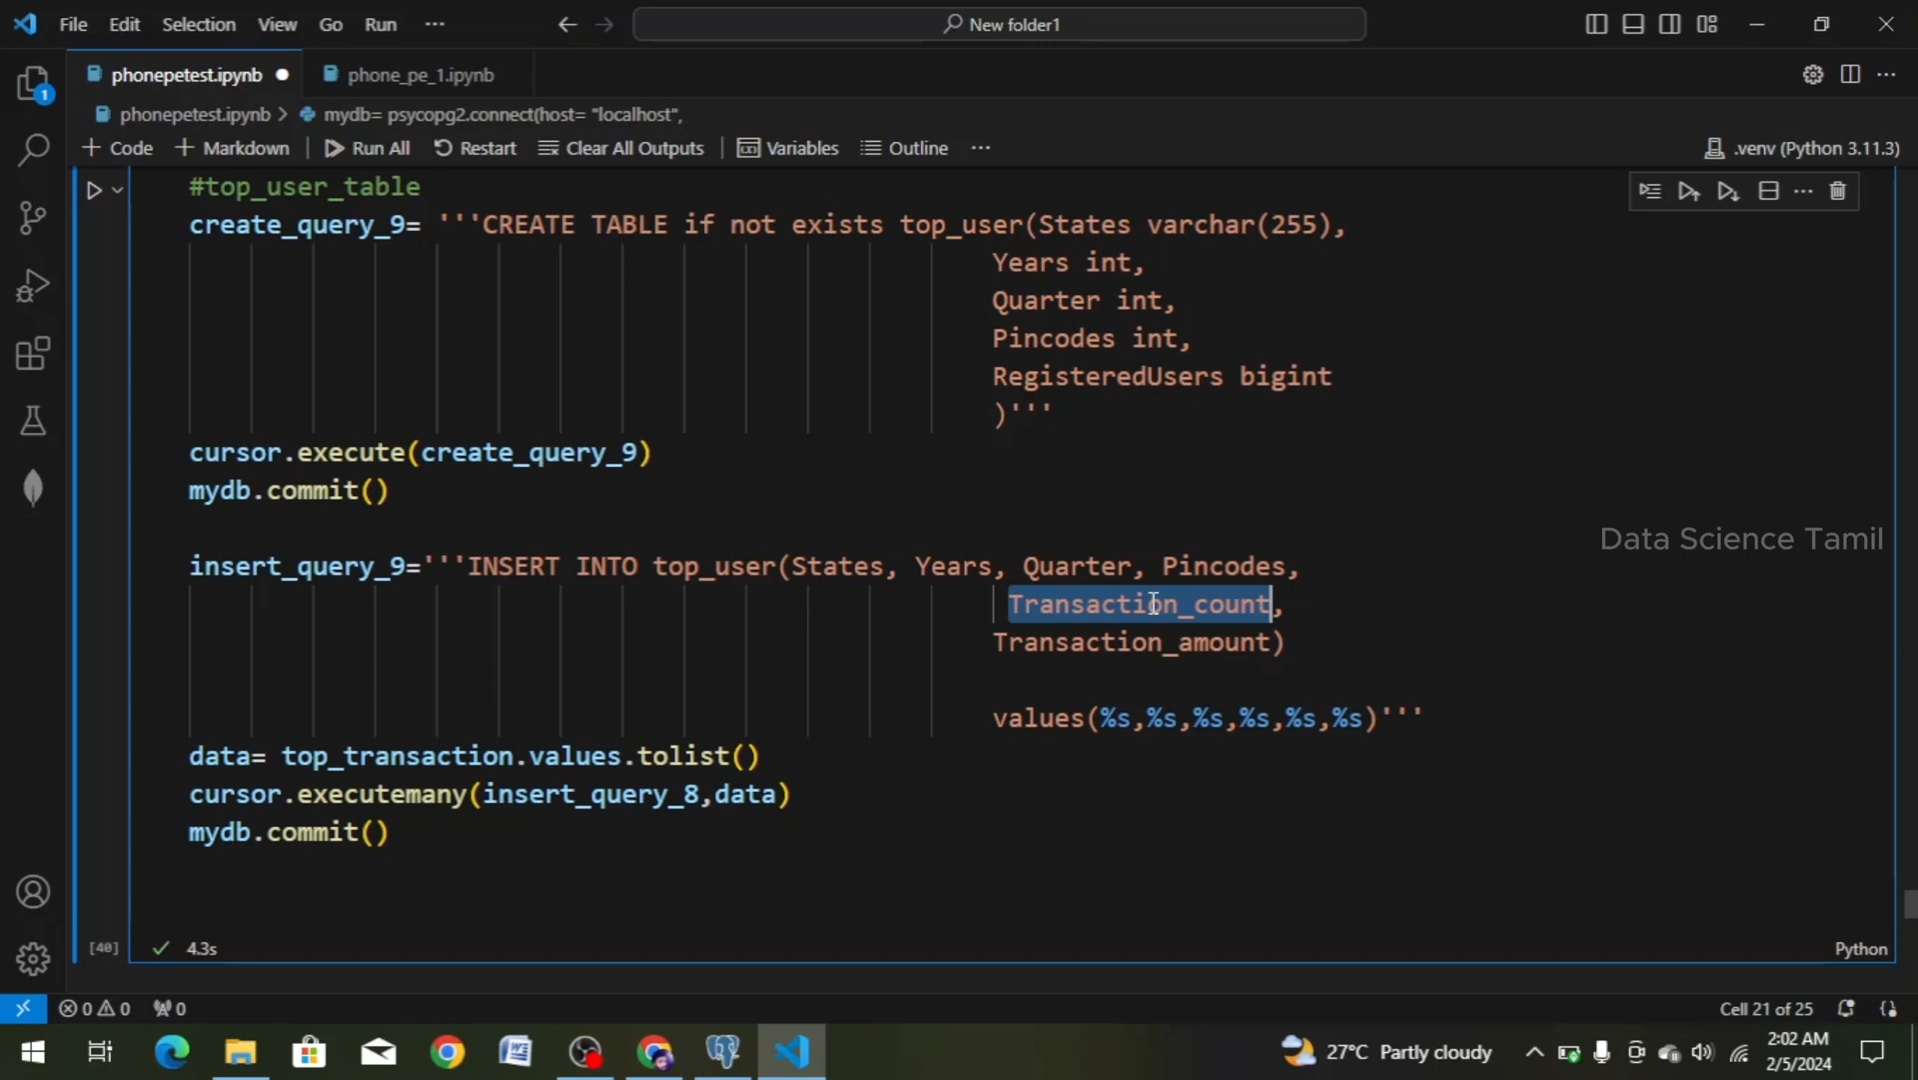 File Edit Selection View Go Run ··· New folder1
phonepetest.ipynb phone_pe_1.ipynb
phonepetest.ipynb > mydb= psycopg2.connect(host= "localhost",
+ Code + Markdown Run All Restart Clear All Outputs Variables Outline ··· .venv (Python 3.11.3)
#top_user_table
create_query_9= '''CREATE TABLE if not exists top_user(States varchar(255),
Years int,
Quarter int,
Pincodes int,
RegisteredUsers bigint
)'''
cursor.execute(create_query_9)
mydb.commit()
Data Science Tamil
insert_query_9='''INSERT INTO top_user(States, Years, Quarter, Pincodes,
Transaction_count,
Transaction_amount)
values(%s,%s,%s,%s,%s,%s)'''
data= top_transaction.values.tolist()
cursor.executemany(insert_query_8,data)
mydb.commit()
[40] 4.3s Python
0 0 0 Cell 21 of 25
27°C Partly cloudy 2:02 AM
2/5/2024